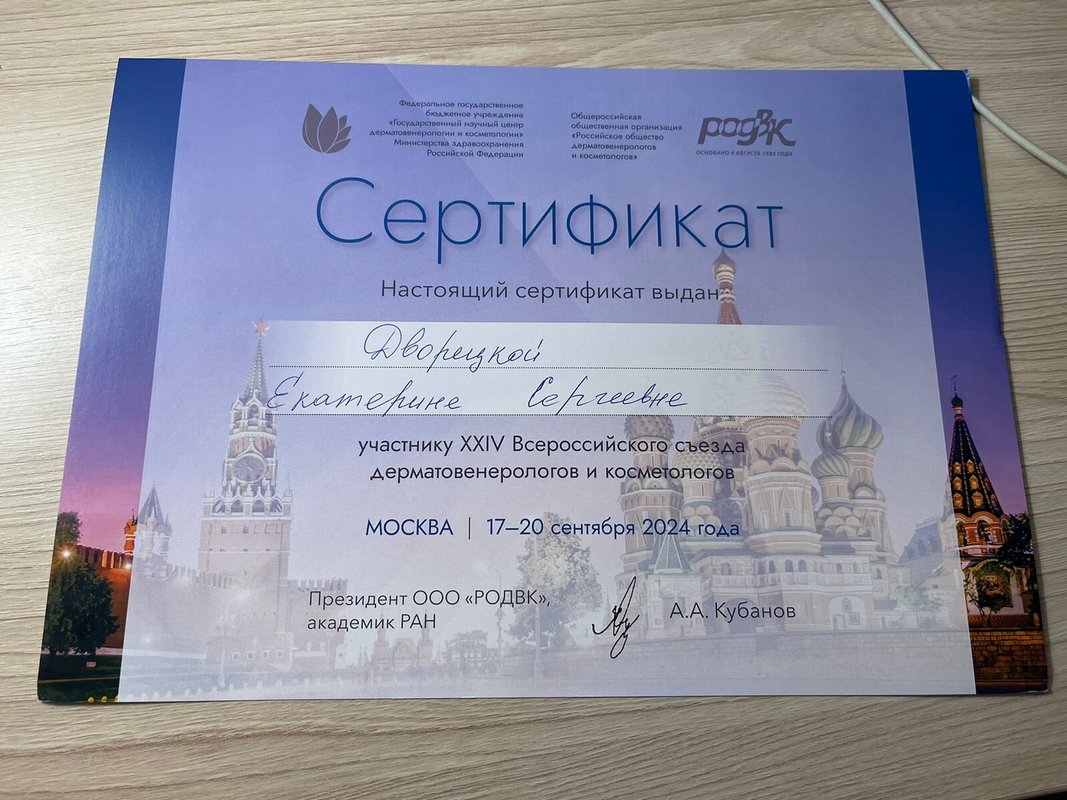 Федеральное государственное
бюджетное учреждение
«Государственный научный центр
дерматовенерологии и косметологии»
Министерства здравоохранения
Российской Федерации
Общероссийская
общественная организация
«Российское общество
дерматовенерологов
и косметологов»
РОДВК
ОСНОВАНО 9 АВГУСТА 1885 ГОДА
Сертификат
Настоящий сертификат выдан
Дворецкой
Екатерине Сергеевне
участнику XXIV Всероссийского съезда
дерматовенерологов и косметологов
МОСКВА | 17–20 сентября 2024 года
Президент ООО «РОДВК»,
академик РАН
А.А. Кубанов